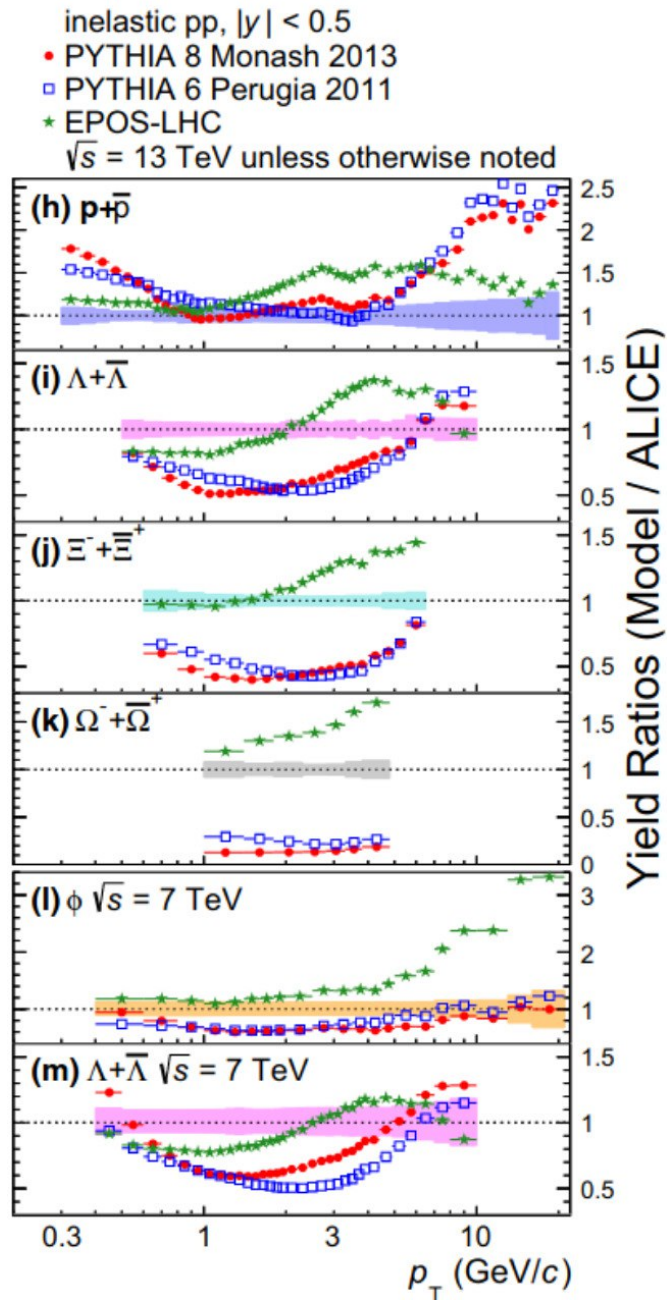 inelastic pp, |y| < 0.5
● PYTHIA 8 Monash 2013
□ PYTHIA 6 Perugia 2011
★ EPOS-LHC
√s = 13 TeV unless otherwise noted
(h) p+p̅
2.5
2
1.5
1
(i) Λ+Λ̅
1.5
1
0.5
(j) Ξ⁻+Ξ̅⁺
1.5
1
0.5
(k) Ω⁻+Ω̅⁺
1.5
1
0.5
0
(l) ϕ √s = 7 TeV
3
2
1
(m) Λ+Λ̅ √s = 7 TeV
1.5
1
0.5
0.3 1 3 10
p_T (GeV/c)
Yield Ratios (Model / ALICE)